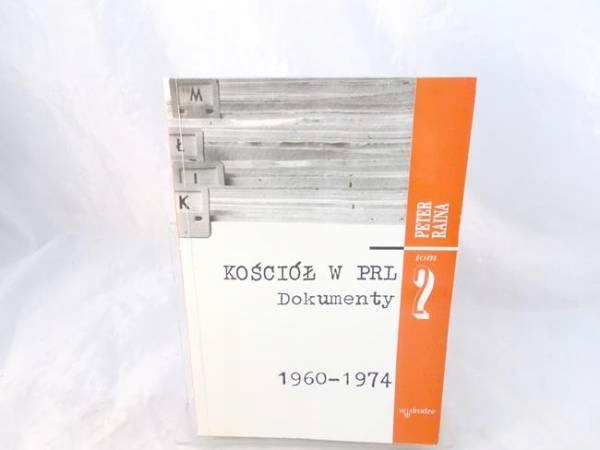 M
Ł
I
K
PETER
RAINA
tom
2
KOŚCIÓŁ W PRL
Dokumenty
1960-1974
w drodze